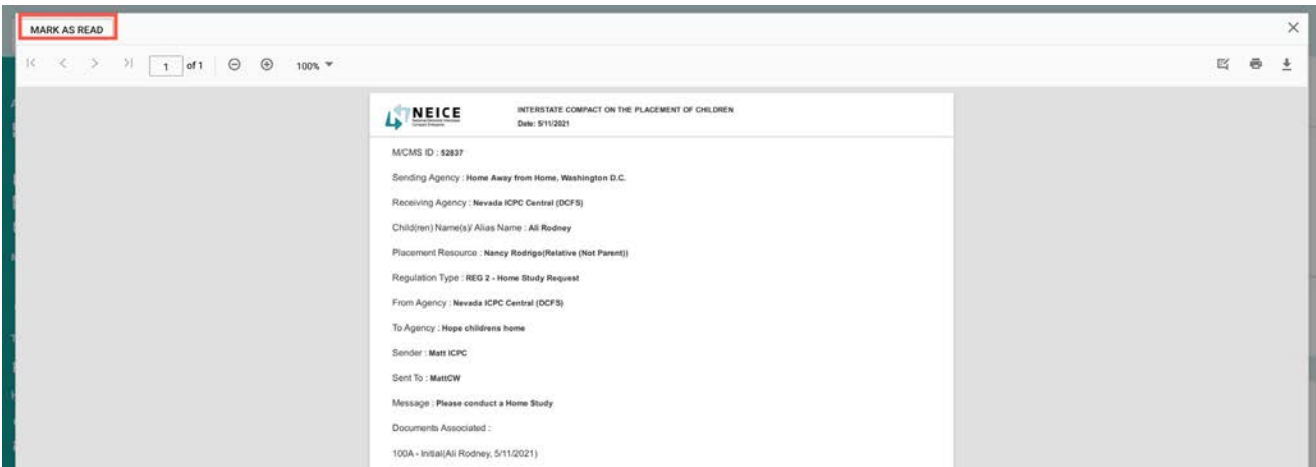 MARK AS READ
1 of 1 100%
NEICE
INTERSTATE COMPACT ON THE PLACEMENT OF CHILDREN
Date: 5/11/2021
M/CMS ID : 52837
Sending Agency : Home Away from Home, Washington D.C.
Receiving Agency : Nevada ICPC Central (DCFS)
Child(ren) Name(s)/ Alias Name : Ali Rodney
Placement Resource : Nancy Rodrigo(Relative (Not Parent))
Regulation Type : REG 2 - Home Study Request
From Agency : Nevada ICPC Central (DCFS)
To Agency : Hope childrens home
Sender : Matt ICPC
Sent To : MattCW
Message : Please conduct a Home Study
Documents Associated :
100A - Initial(Ali Rodney, 5/11/2021)